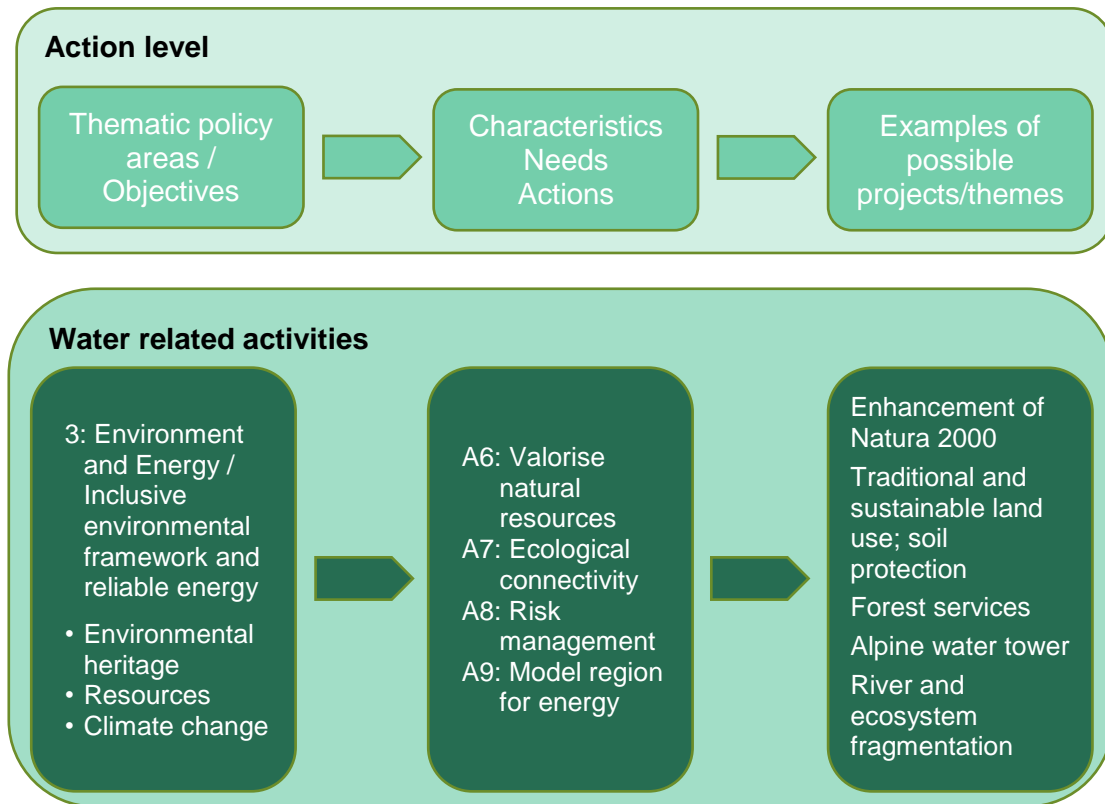 Action level
Thematic policy
areas /
Objectives
Characteristics
Needs
Actions
Examples of
possible
projects/themes
Water related activities
3: Environment
and Energy /
Inclusive
environmental
framework and
reliable energy
• Environmental
heritage
• Resources
• Climate change
A6: Valorise
natural
resources
A7: Ecological
connectivity
A8: Risk
management
A9: Model region
for energy
Enhancement of
Natura 2000
Traditional and
sustainable land
use; soil
protection
Forest services
Alpine water tower
River and
ecosystem
fragmentation